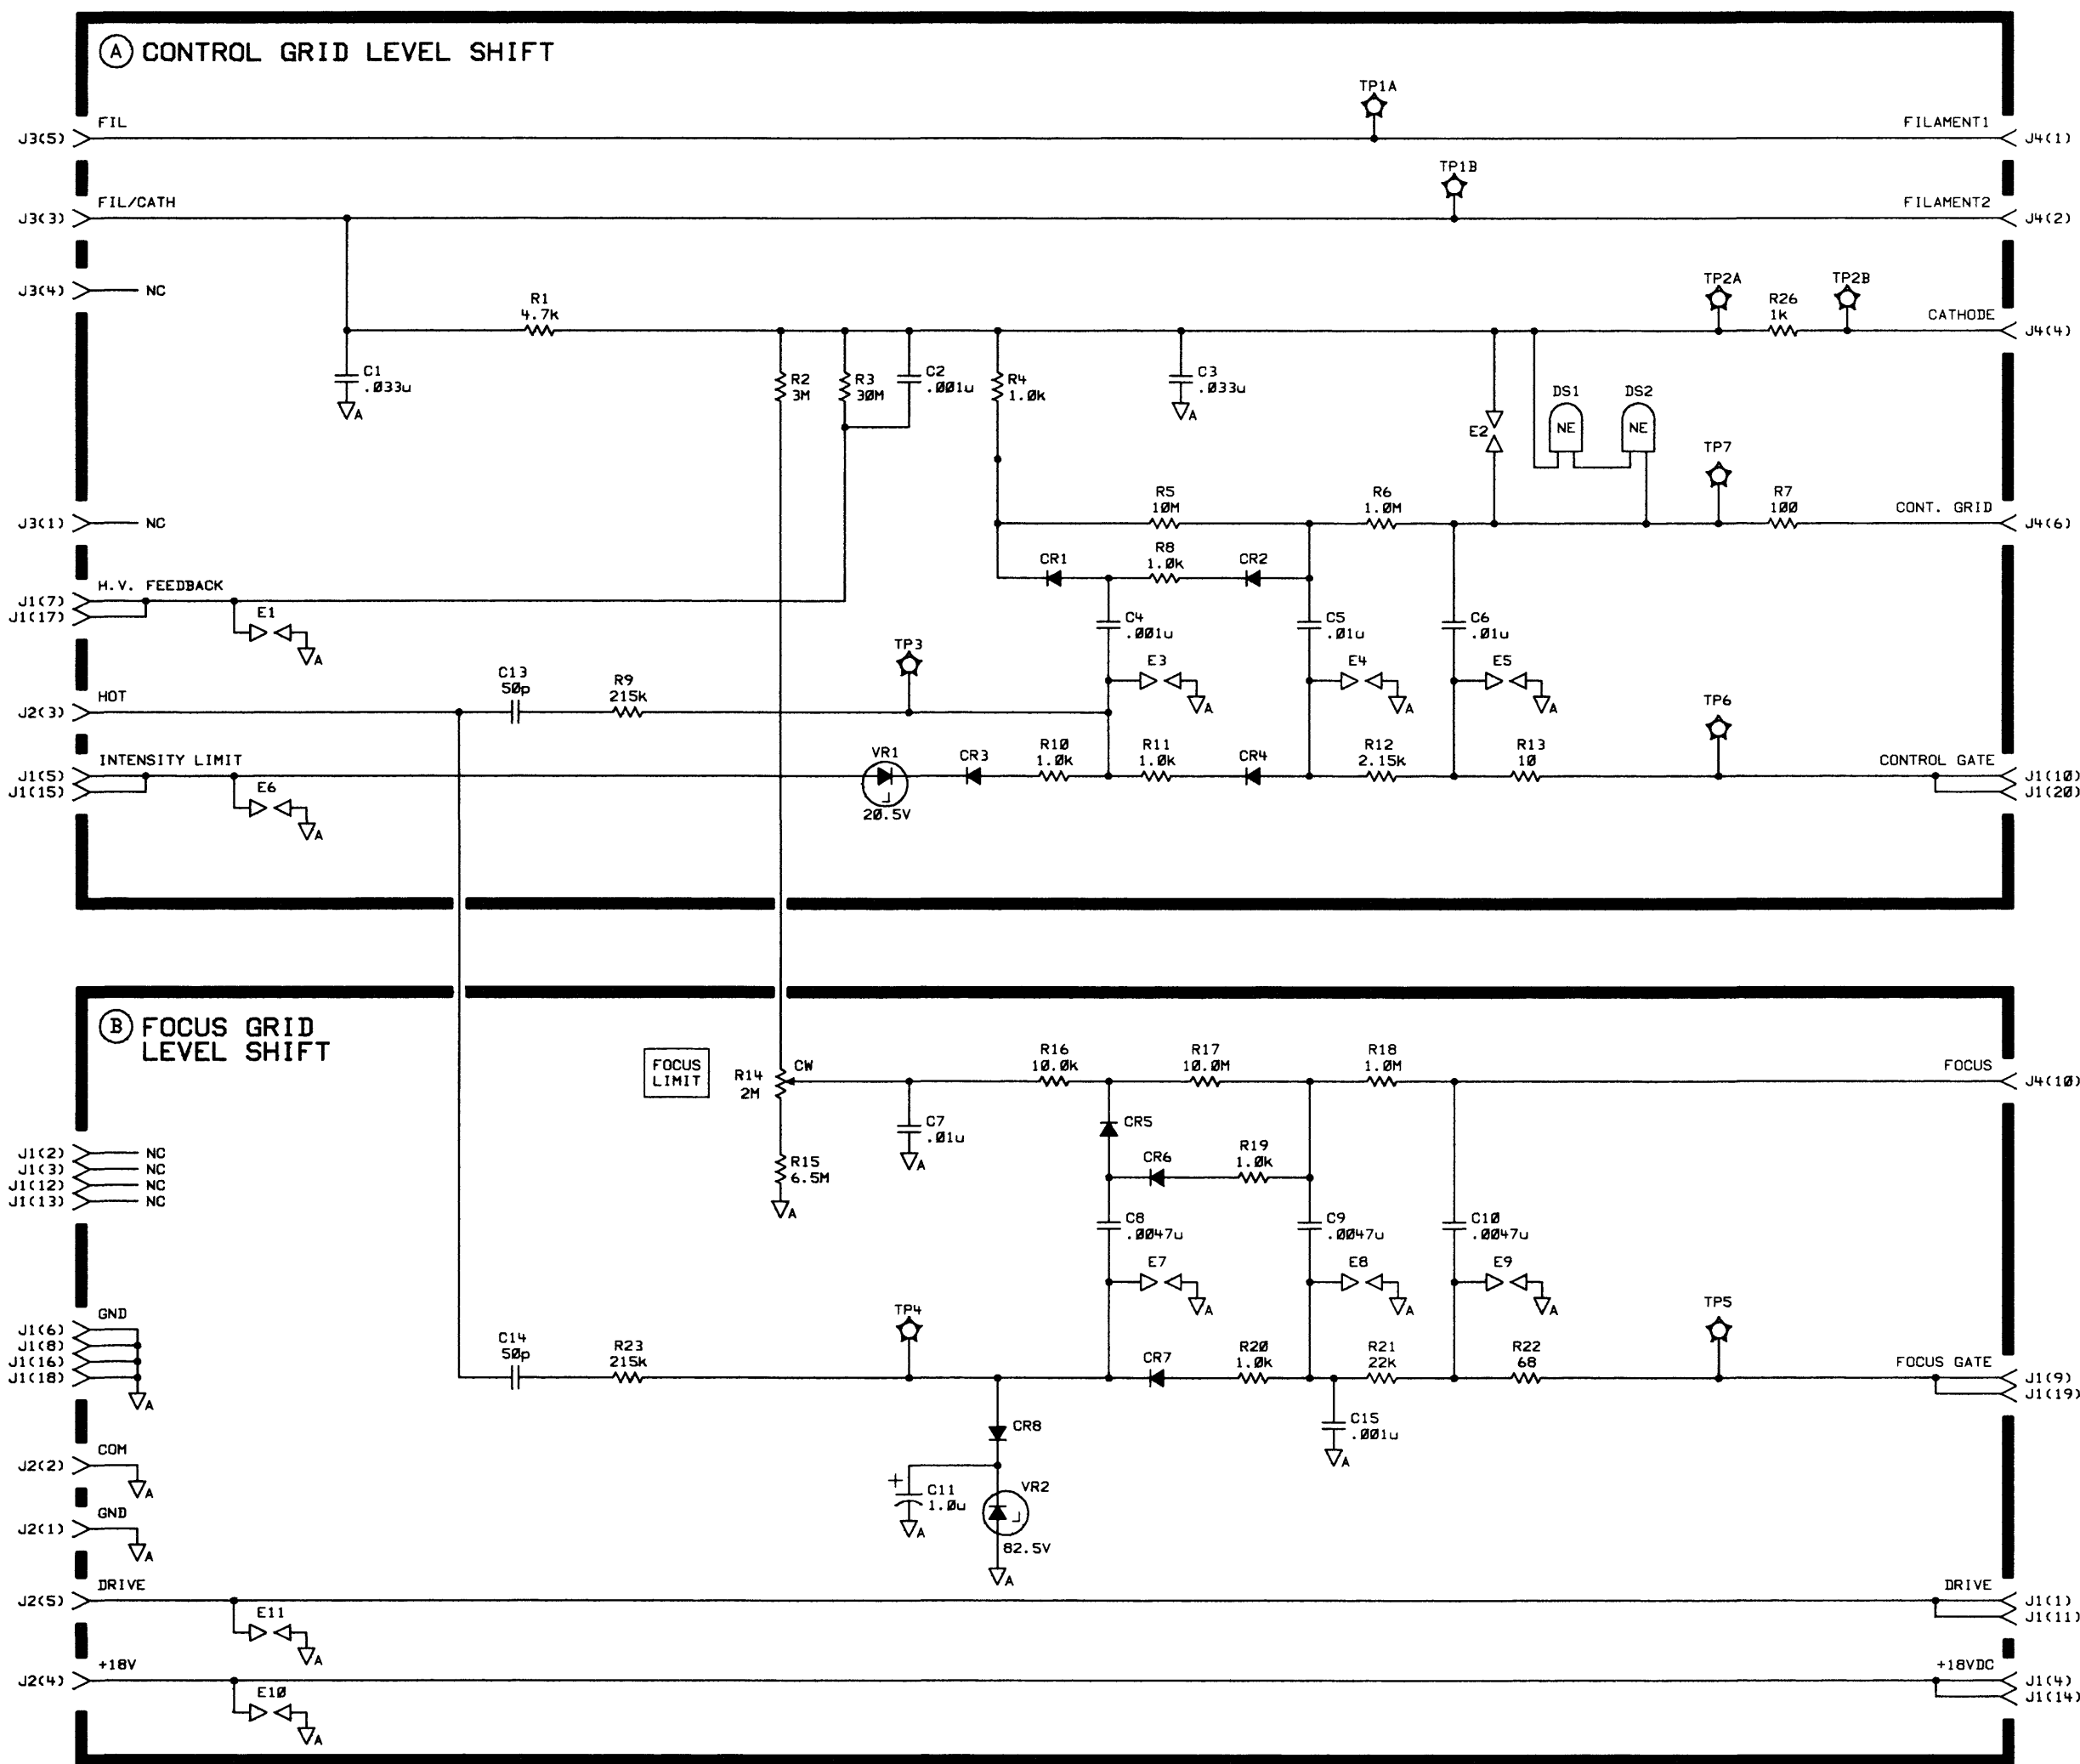 A CONTROL GRID LEVEL SHIFT
TP1A
FIL
FILAMENT1
J3(5)
J4(1)
TP1B
FIL/CATH
FILAMENT2
J3(3)
J4(2)
J3(4) NC
R1
4.7k
TP2A
R26
1k
TP2B
CATHODE
J4(4)
C1
.033u
A
R2
3M
R3
30M
C2
.001u
R4
1.0k
C3
.033u
A
DS1
DS2
E2
NE
NE
TP7
J3(1) NC
R5
10M
R6
1.0M
R7
100
CONT. GRID
J4(6)
CR1
R8
1.0k
CR2
H.V. FEEDBACK
J1(7)
J1(17)
E1
A
C4
.001u
C5
.01u
C6
.01u
TP3
E3
A
E4
A
E5
A
C13
50p
R9
215k
HOT
J2(3)
TP6
INTENSITY LIMIT
J1(5)
J1(15)
E6
A
VR1
20.5V
CR3
R10
1.0k
R11
1.0k
CR4
R12
2.15k
R13
10
CONTROL GATE
J1(10)
J1(20)
B FOCUS GRID
LEVEL SHIFT
FOCUS
LIMIT
R14
2M
CW
R16
10.0k
R17
10.0M
R18
1.0M
FOCUS
J4(10)
C7
.01u
A
CR5
R15
6.5M
A
CR6
R19
1.0k
J1(2) NC
J1(3) NC
J1(12) NC
J1(13) NC
C8
.0047u
C9
.0047u
C10
.0047u
E7
A
E8
A
E9
A
GND
J1(6)
J1(8)
J1(16)
J1(18)
A
C14
50p
R23
215k
TP4
CR7
R20
1.0k
R21
22K
R22
68
TP5
FOCUS GATE
J1(9)
J1(19)
CR8
C15
.001u
A
COM
J2(2)
A
+
C11
1.0u
A
VR2
82.5V
A
GND
J2(1)
A
DRIVE
J2(5)
E11
A
DRIVE
J1(1)
J1(11)
+18V
J2(4)
E10
A
+18VDC
J1(4)
J1(14)